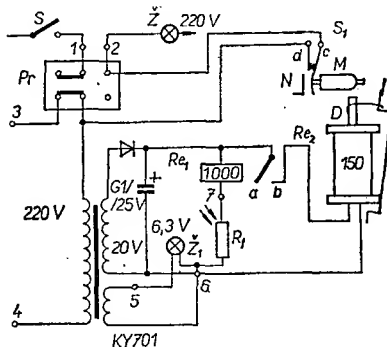 S
1 2
Ž 220 V
S₁
d c
M
N
Pr
3
D
Re₂
Re₁
1000
150
G1/
/25V
+
a b
7
220 V
6,3 V
20V
Ž₁
R₁
5
6
4
KY701